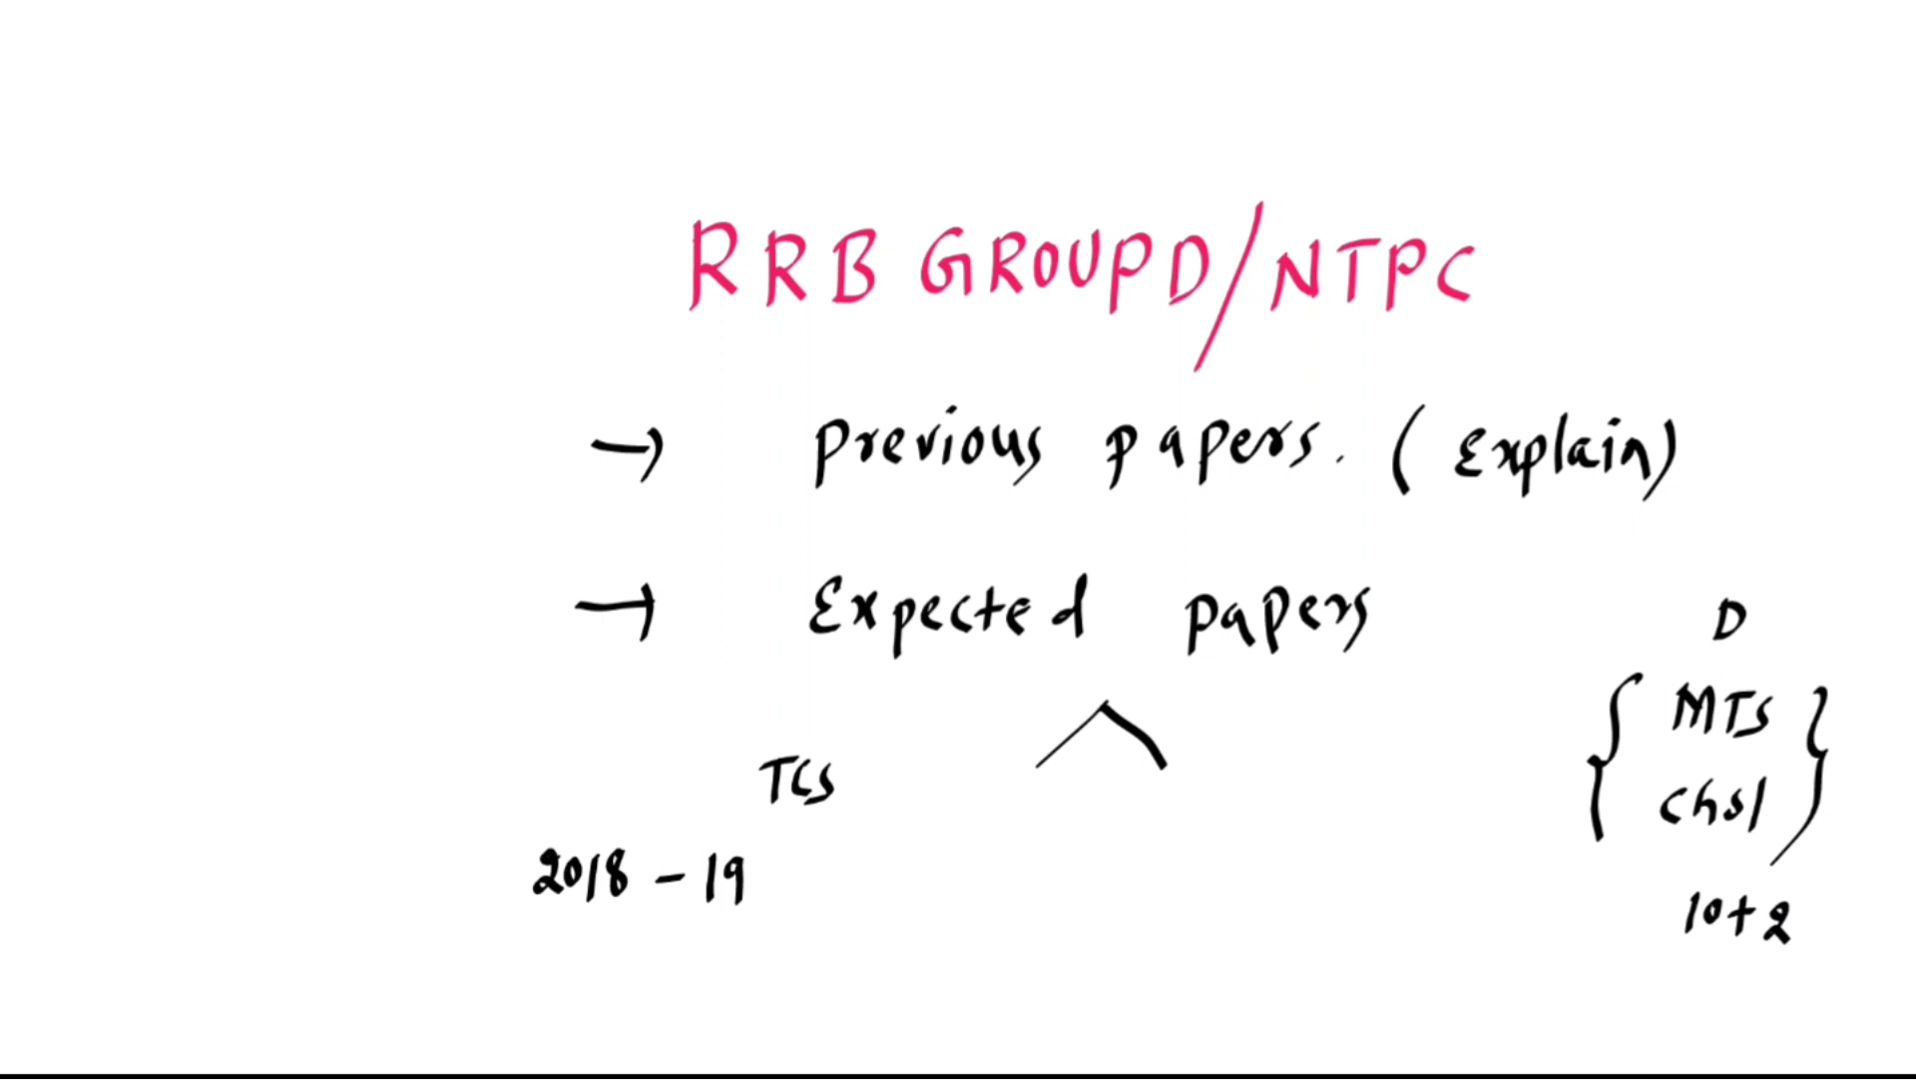 RRB GROUPD/NTPC
→ previous papers. (Explain)
→ Expected papers
D
MTS
chsl
10+2
TCS
2018-19